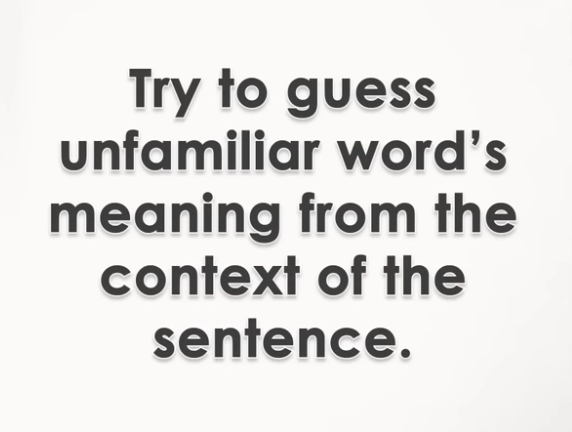 Try to guess
unfamiliar word’s
meaning from the
context of the
sentence.